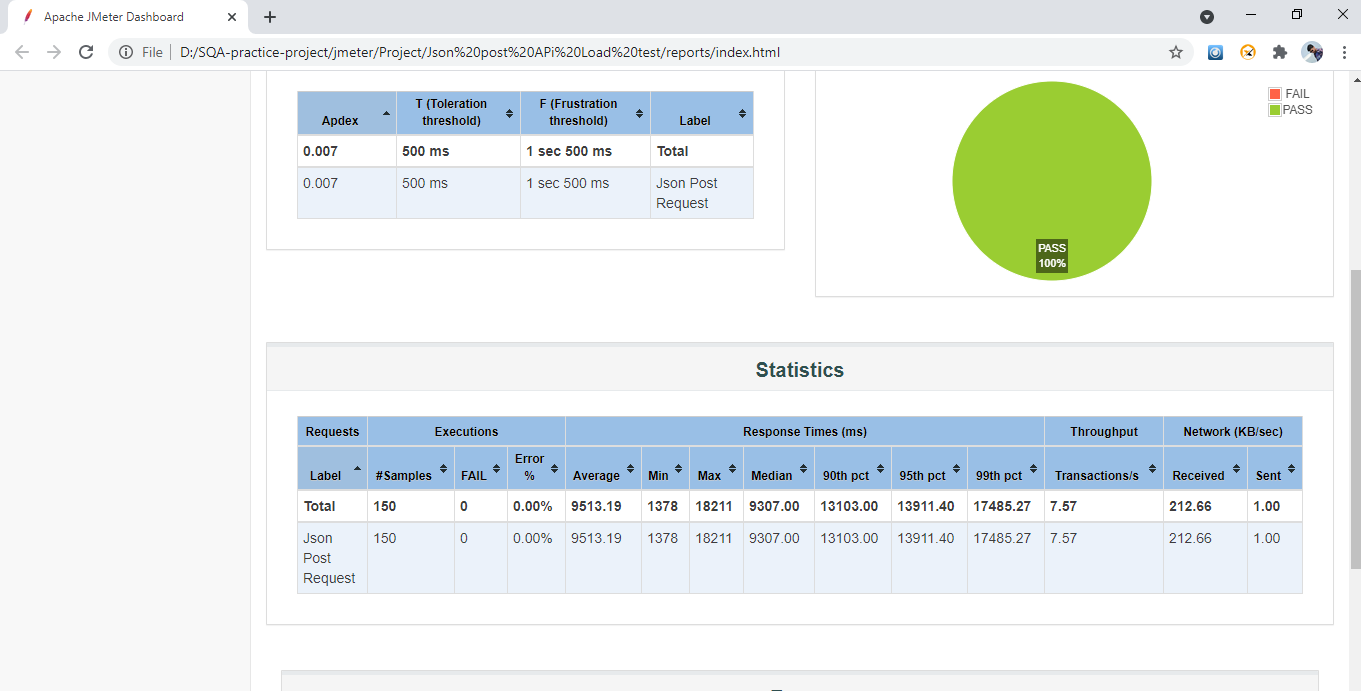 Apache JMeter Dashboard
File | D:/SQA-practice-project/jmeter/Project/Json%20post%20APi%20Load%20test/reports/index.html
Apdex T (Toleration threshold) F (Frustration threshold) Label
0.007 500 ms 1 sec 500 ms Total
0.007 500 ms 1 sec 500 ms Json Post Request
FAIL
PASS
PASS
100%
Statistics
Requests Executions Response Times (ms) Throughput Network (KB/sec)
Label #Samples FAIL Error % Average Min Max Median 90th pct 95th pct 99th pct Transactions/s Received Sent
Total 150 0 0.00% 9513.19 1378 18211 9307.00 13103.00 13911.40 17485.27 7.57 212.66 1.00
Json Post Request 150 0 0.00% 9513.19 1378 18211 9307.00 13103.00 13911.40 17485.27 7.57 212.66 1.00